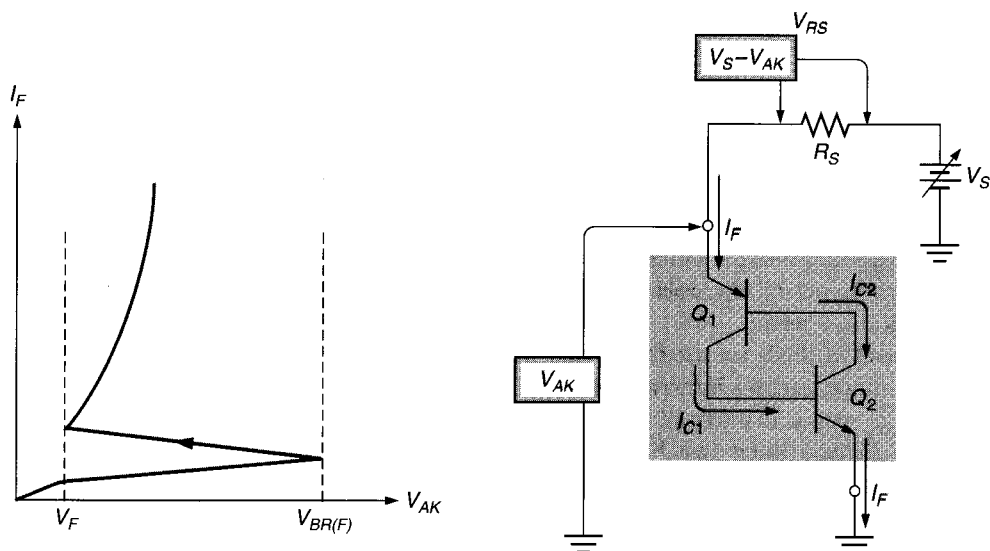 I_F
V_F
V_BR(F)
V_AK
V_RS
V_S–V_AK
R_S
V_S
I_F
V_AK
Q_1
I_C2
I_C1
Q_2
I_F